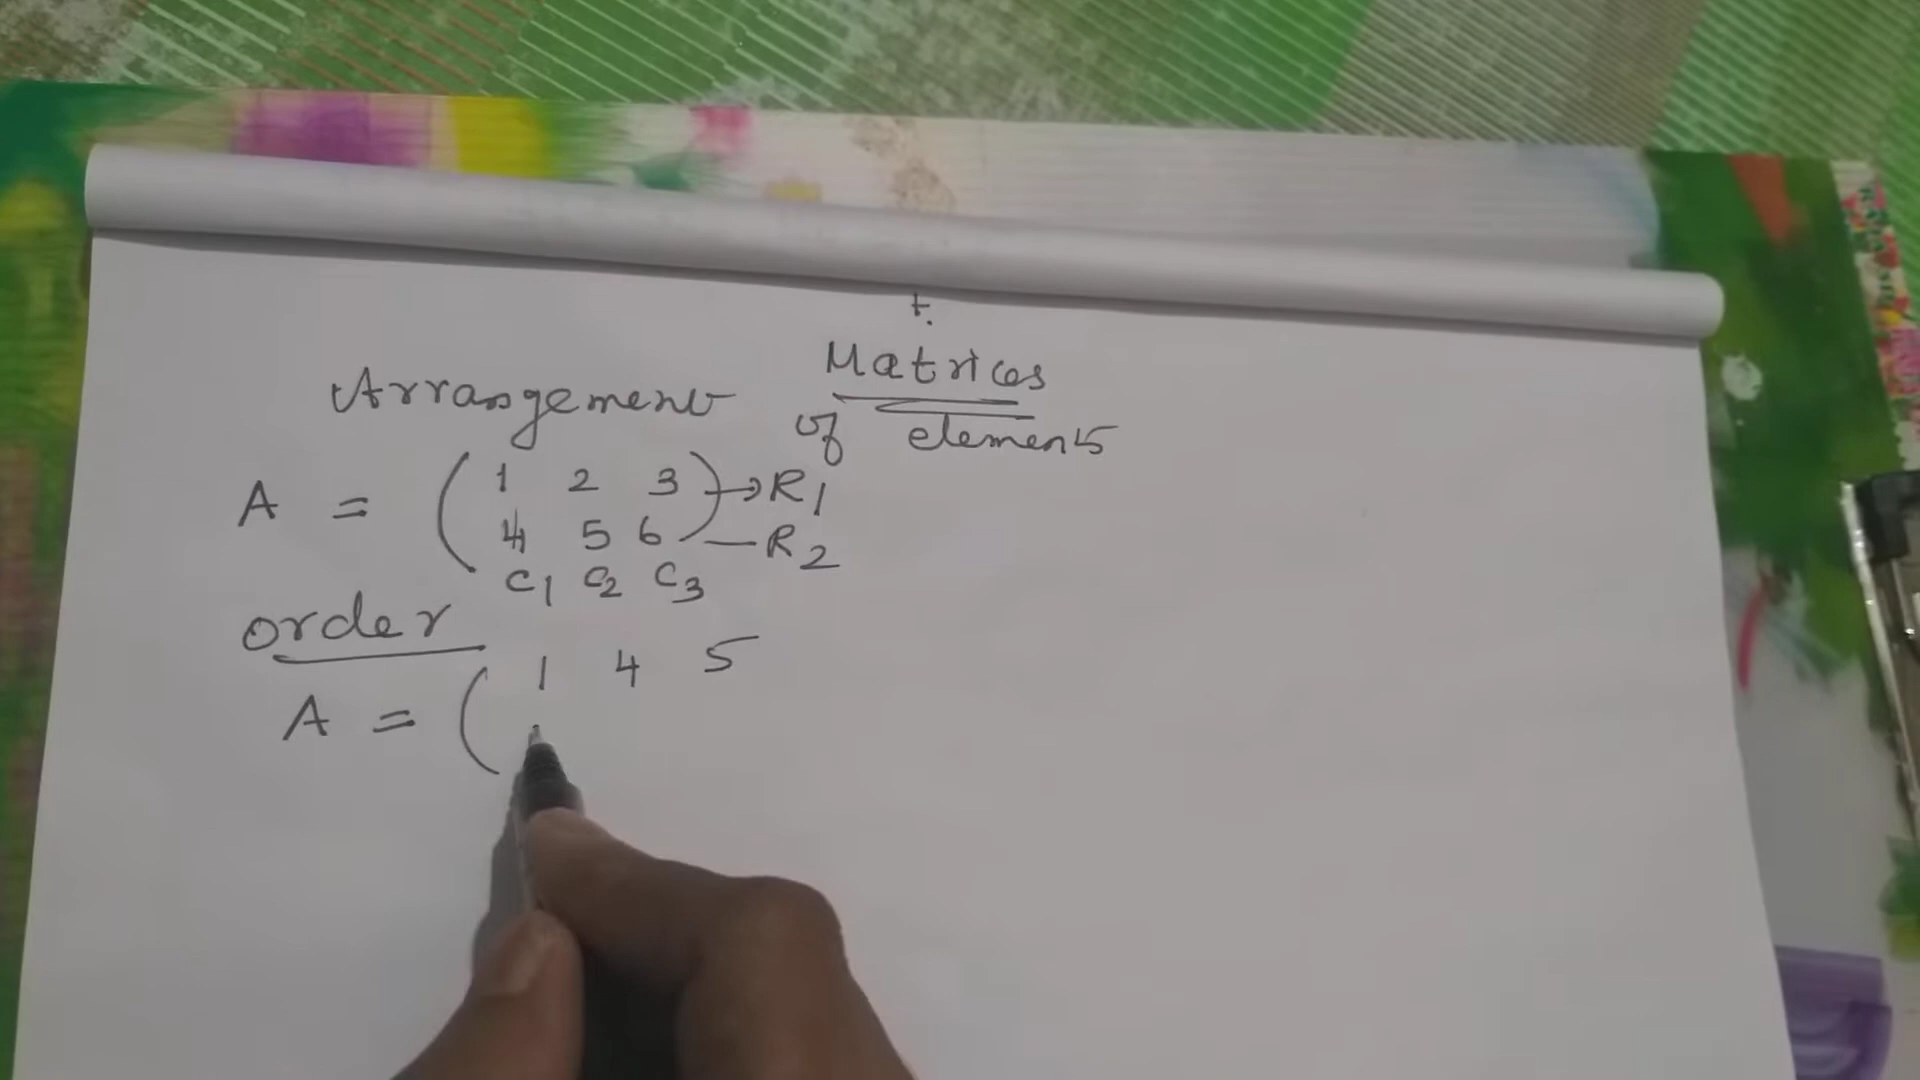 t.
Matrices
Arrangement of elements
A = ( 1 2 3 ) → R1
4 5 6 — R2
C1 C2 C3
order
A = ( 1 4 5